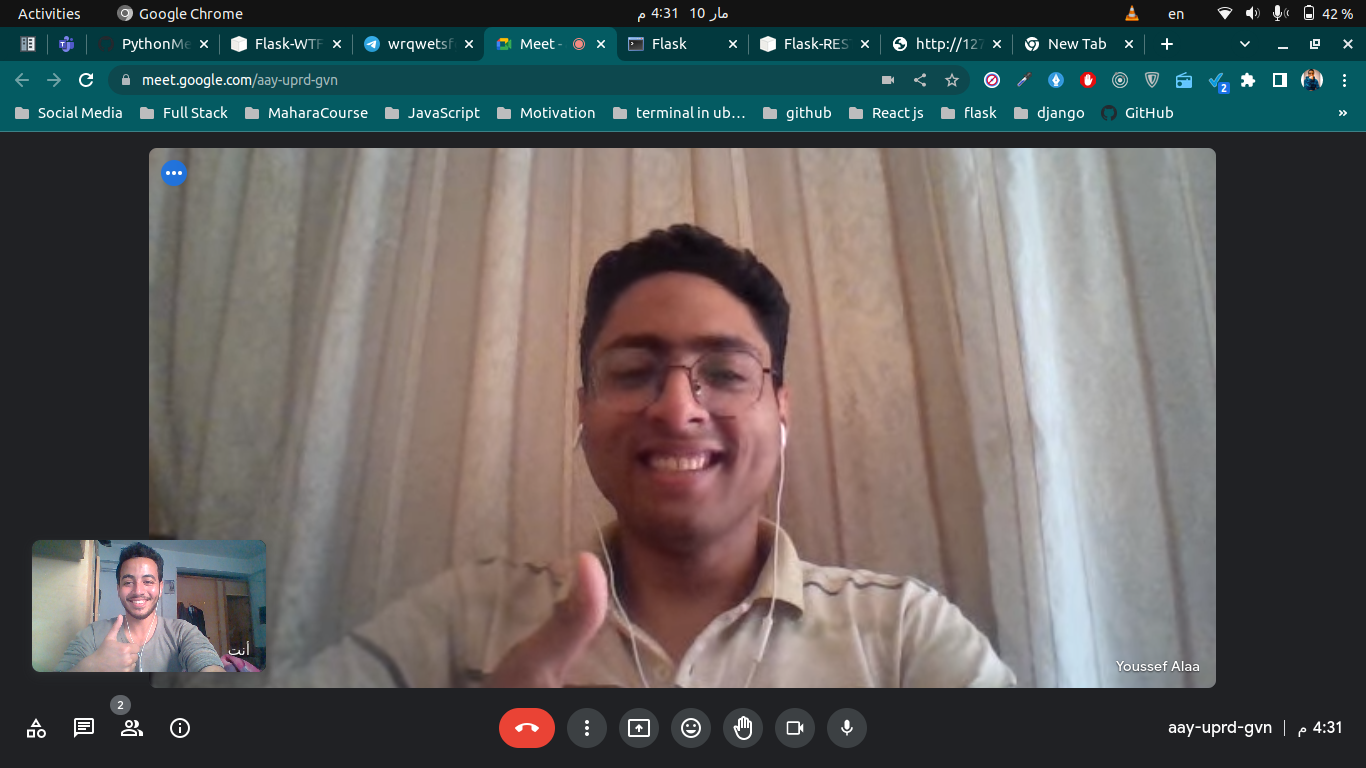 Activities
Google Chrome
مار 10 4:31 م
en
42 %
PythonMe
Flask-WTF
wrqwetsf
Meet -
Flask
Flask-RES
http://127
New Tab
meet.google.com/aay-uprd-gvn
2
Social Media
Full Stack
MaharaCourse
JavaScript
Motivation
terminal in ub…
github
React js
flask
django
GitHub
»
أنت
Youssef Alaa
2
aay-uprd-gvn | 4:31 م